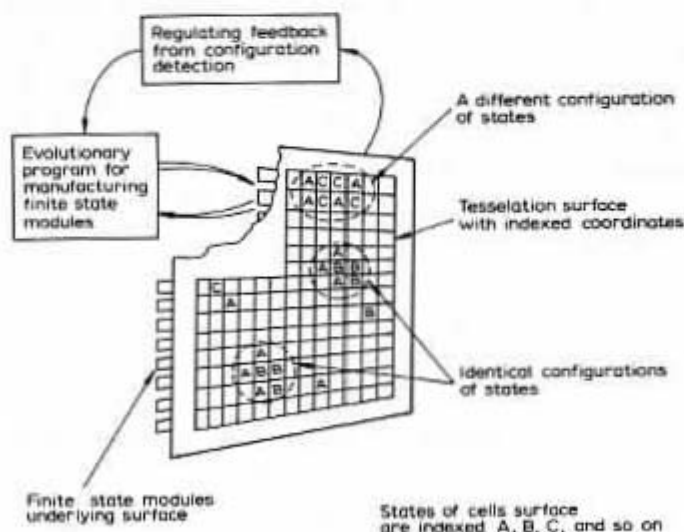 Regulating feedback
from configuration
detection
A different configuration
of states
Evolutionary
program for
manufacturing
finite state
modules
A C C A
A C A C
Tesselation surface
with indexed coordinates
A
A B B
A B
C
A
B
A
A B B
A B
A
Identical configurations
of states
Finite state modules
underlying surface
States of cells surface
are indexed A, B, C, and so on